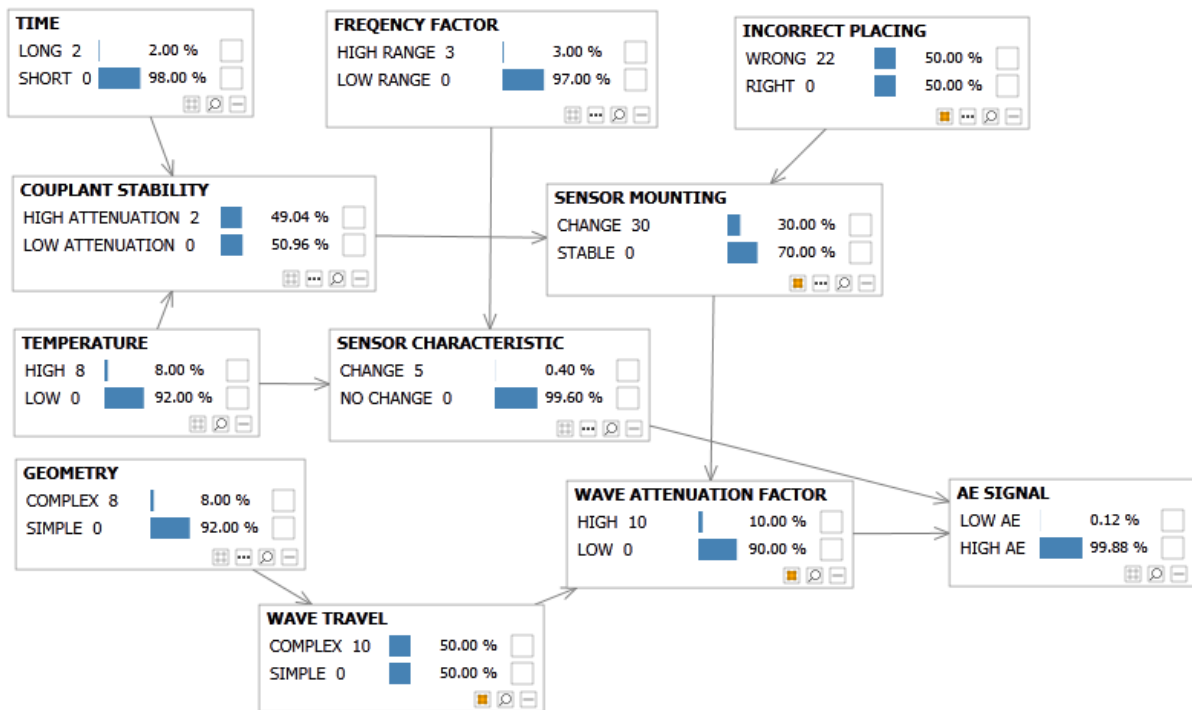 TIME
LONG 2 2.00 %
SHORT 0 98.00 %
FREQENCY FACTOR
HIGH RANGE 3 3.00 %
LOW RANGE 0 97.00 %
INCORRECT PLACING
WRONG 22 50.00 %
RIGHT 0 50.00 %
COUPLANT STABILITY
HIGH ATTENUATION 2 49.04 %
LOW ATTENUATION 0 50.96 %
SENSOR MOUNTING
CHANGE 30 30.00 %
STABLE 0 70.00 %
TEMPERATURE
HIGH 8 8.00 %
LOW 0 92.00 %
SENSOR CHARACTERISTIC
CHANGE 5 0.40 %
NO CHANGE 0 99.60 %
GEOMETRY
COMPLEX 8 8.00 %
SIMPLE 0 92.00 %
WAVE ATTENUATION FACTOR
HIGH 10 10.00 %
LOW 0 90.00 %
AE SIGNAL
LOW AE 0.12 %
HIGH AE 99.88 %
WAVE TRAVEL
COMPLEX 10 50.00 %
SIMPLE 0 50.00 %